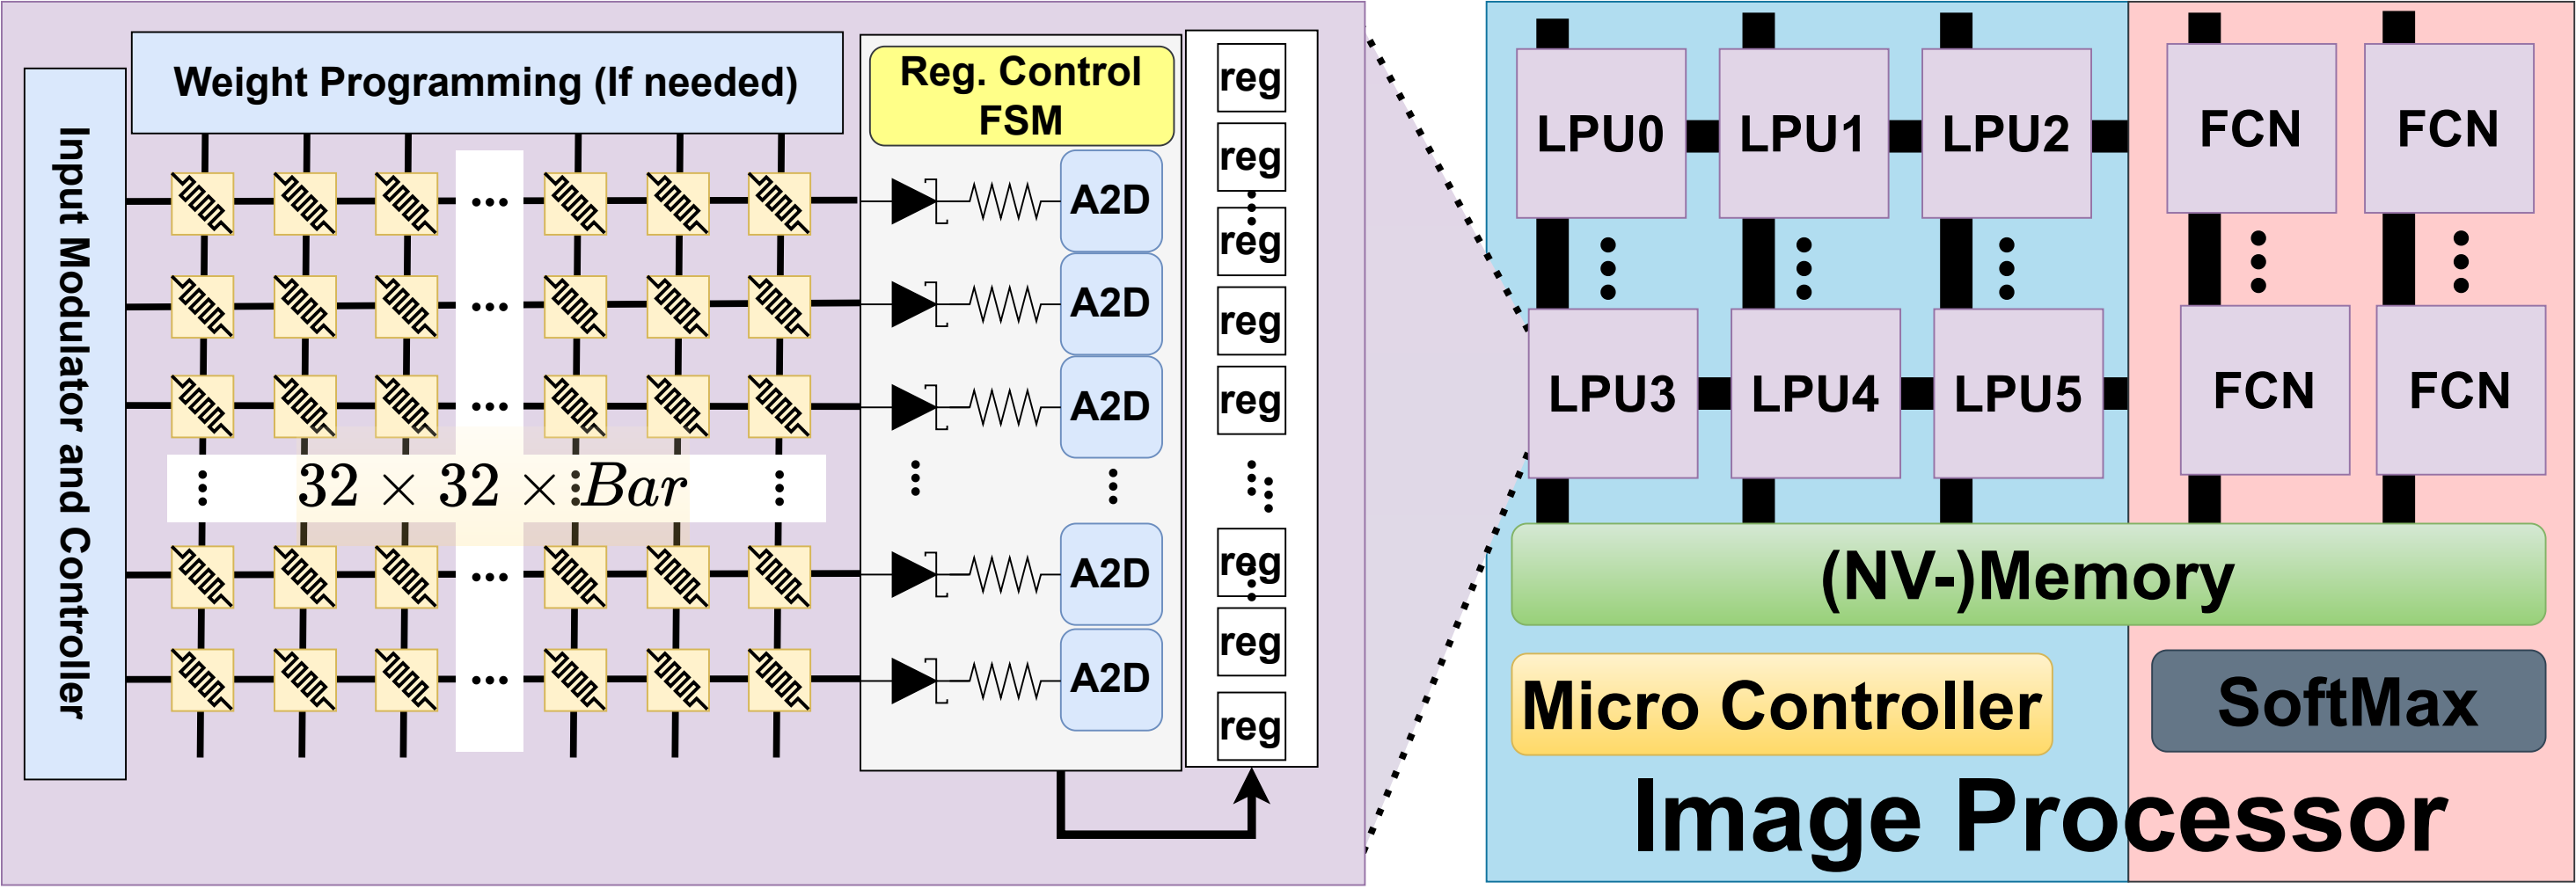 Weight Programming (If needed)
Input Modulator and Controller
Reg. Control
FSM
A2D
A2D
A2D
A2D
A2D
reg
reg
reg
reg
reg
reg
reg
reg
...
...
...
...
...
32 × 32 × Bar
LPU0
LPU1
LPU2
LPU3
LPU4
LPU5
FCN
FCN
FCN
FCN
(NV-)Memory
Micro Controller
SoftMax
Image Processor